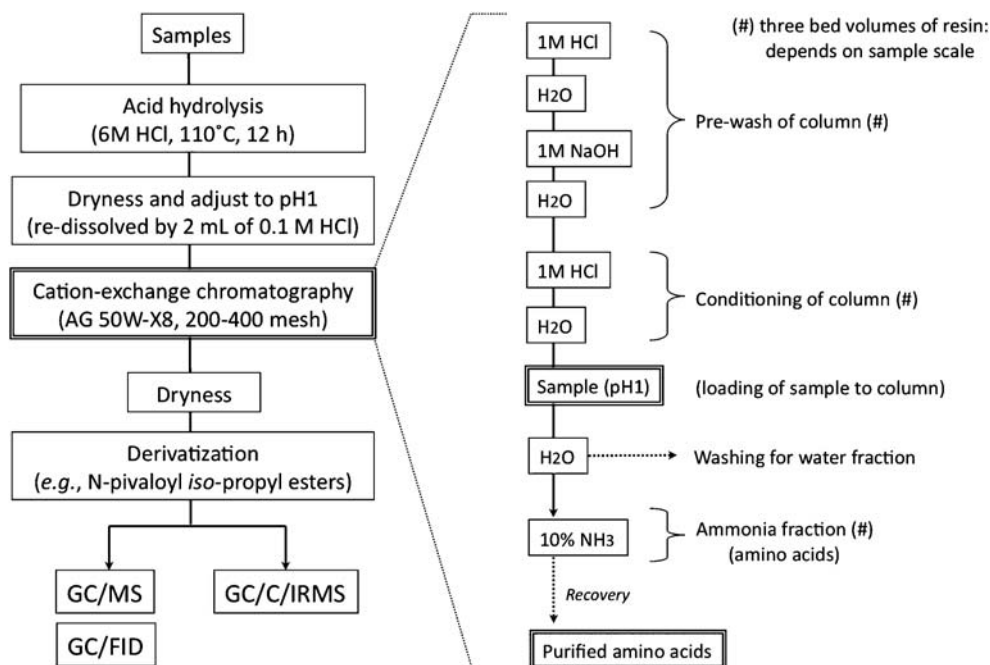 Samples
Acid hydrolysis
(6M HCl, 110˚C, 12 h)
Dryness and adjust to pH1
(re-dissolved by 2 mL of 0.1 M HCl)
Cation-exchange chromatography
(AG 50W-X8, 200-400 mesh)
Dryness
Derivatization
(e.g., N-pivaloyl iso-propyl esters)
GC/MS
GC/C/IRMS
GC/FID
(#) three bed volumes of resin:
depends on sample scale
1M HCl
H2O
1M NaOH
H2O
Pre-wash of column (#)
1M HCl
H2O
Conditioning of column (#)
Sample (pH1)
(loading of sample to column)
H2O
Washing for water fraction
10% NH3
Ammonia fraction (#)
(amino acids)
Recovery
Purified amino acids